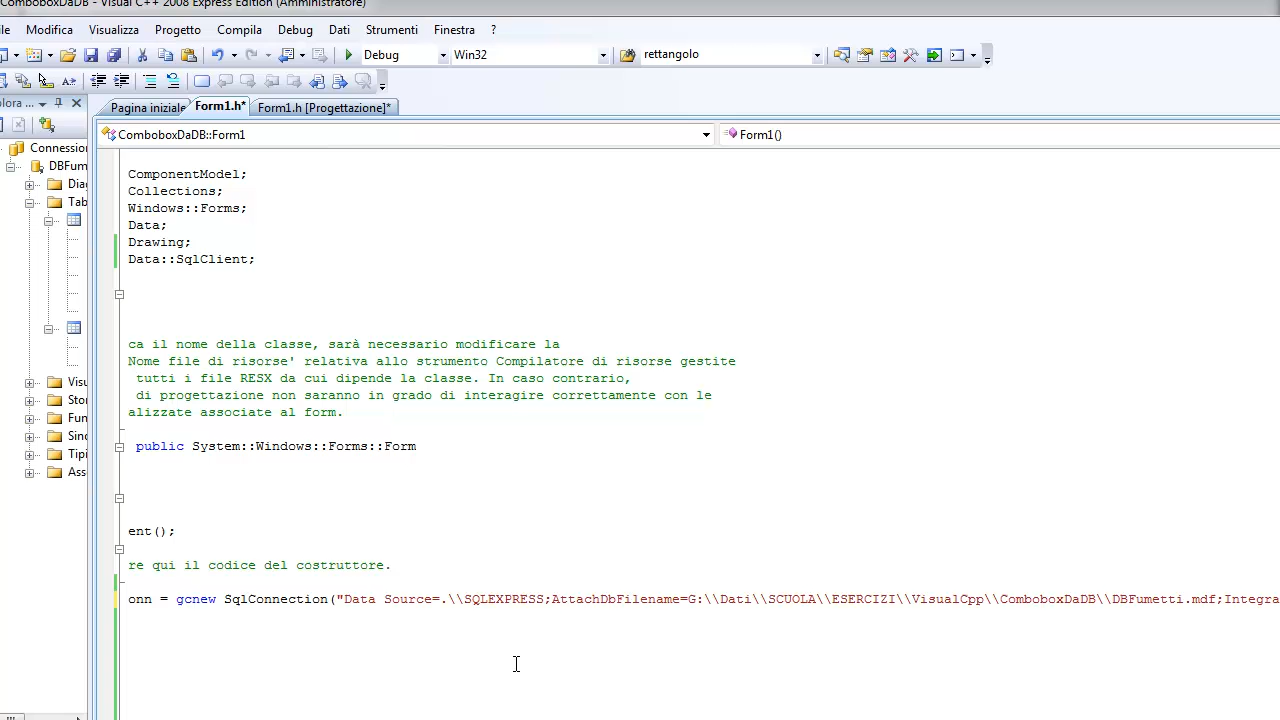 ComboboxDaDB - Visual C++ 2008 Express Edition (Amministratore)
le Modifica Visualizza Progetto Compila Debug Dati Strumenti Finestra ?
Debug Win32 rettangolo
lora ...
Pagina iniziale Form1.h* Form1.h [Progettazione]*
ComboboxDaDB::Form1 Form1()
Connession
DBFum
Dia
Tab
Visu
Stor
Fun
Sino
Tipi
Ass
ComponentModel;
Collections;
Windows::Forms;
Data;
Drawing;
Data::SqlClient;
ca il nome della classe, sarà necessario modificare la
Nome file di risorse' relativa allo strumento Compilatore di risorse gestite
tutti i file RESX da cui dipende la classe. In caso contrario,
di progettazione non saranno in grado di interagire correttamente con le
alizzate associate al form.
public System::Windows::Forms::Form
ent();
re qui il codice del costruttore.
onn = gcnew SqlConnection("Data Source=.\\SQLEXPRESS;AttachDbFilename=G:\\Dati\\SCUOLA\\ESERCIZI\\VisualCpp\\ComboboxDaDB\\DBFumetti.mdf;Integra